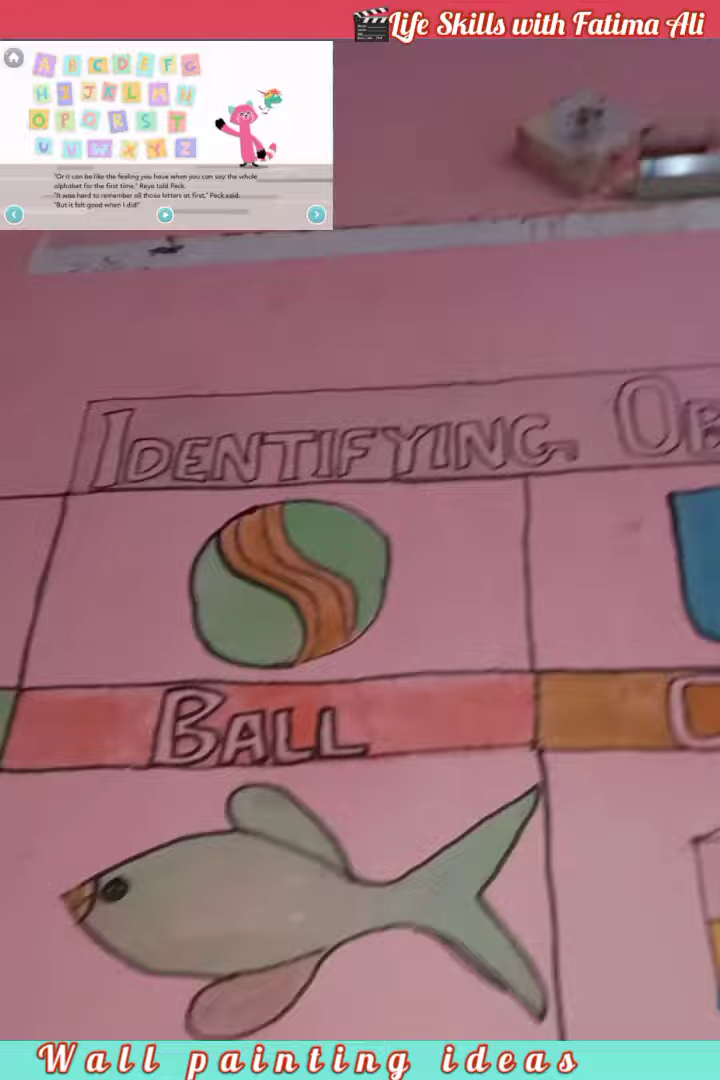 Life Skills with Fatima Ali
A B C D E F G
H I J K L M N
O P Q R S T
U V W X Y Z
"Or it can be like the feeling you have when you can say the whole
alphabet for the first time," Reya told Peck.
"It was hard to remember all those letters at first," Peck said.
"But it felt good when I did!"
IDENTIFYING
BALL
Wall painting ideas